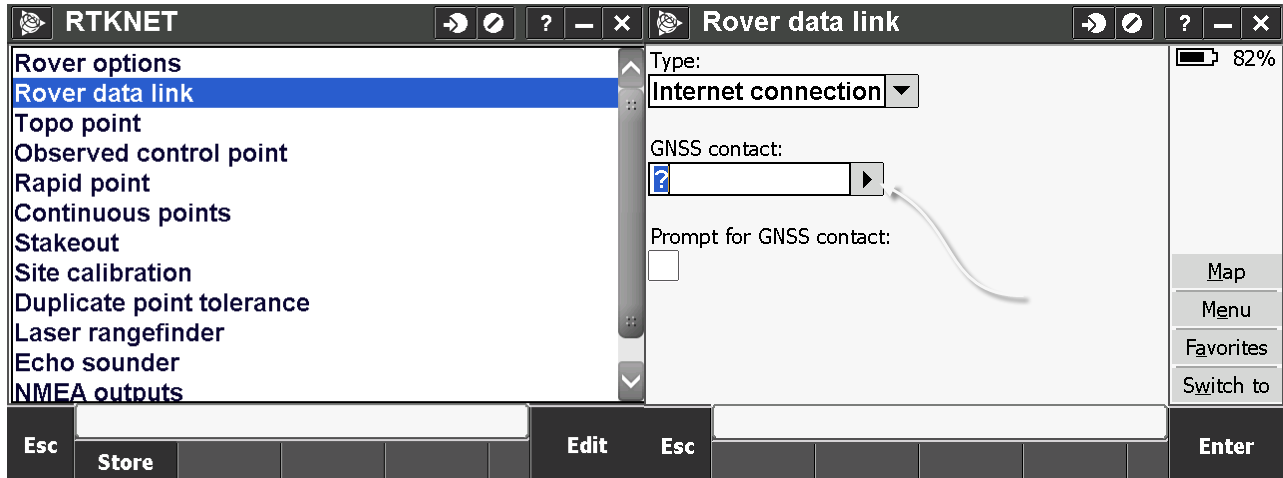 RTKNET
? – ×
Rover options
Rover data link
Topo point
Observed control point
Rapid point
Continuous points
Stakeout
Site calibration
Duplicate point tolerance
Laser rangefinder
Echo sounder
NMEA outputs
Esc
Store
Edit
Rover data link
? – ×
Type:
82%
Internet connection
GNSS contact:
?
Prompt for GNSS contact:
Map
Menu
Favorites
Switch to
Esc
Enter